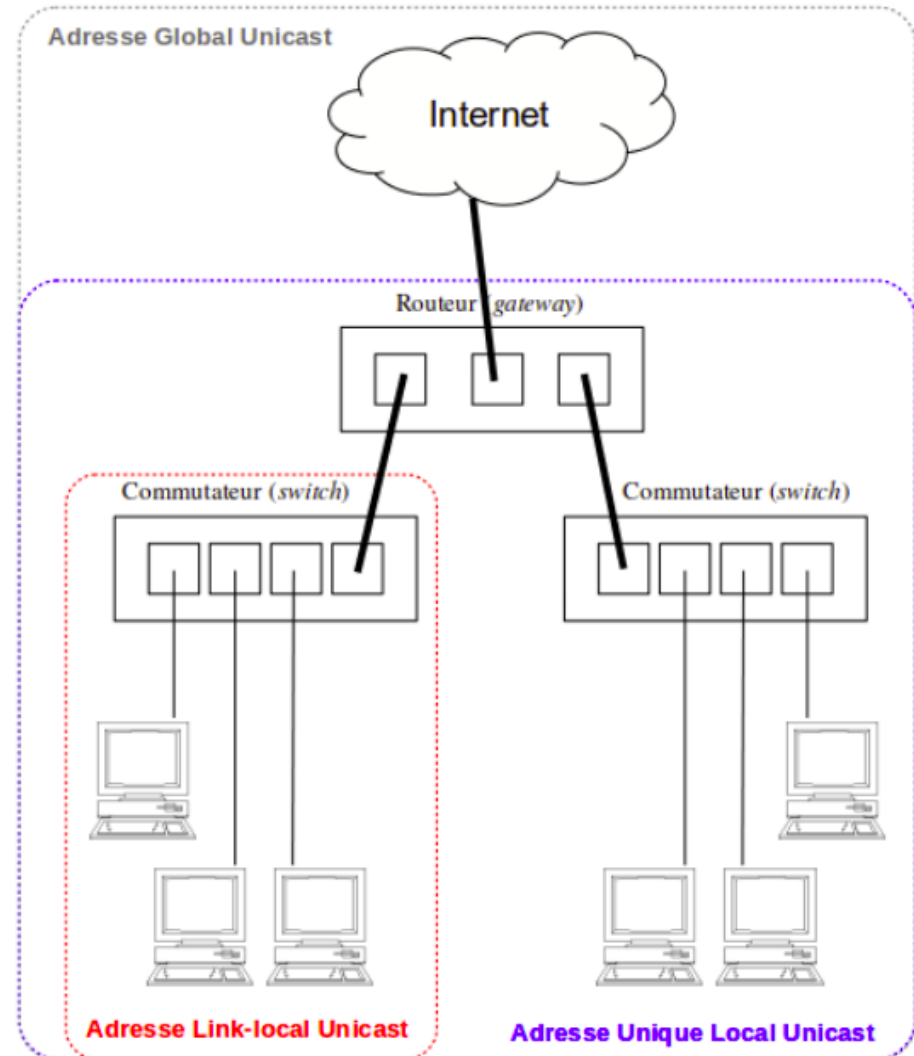 Adresse Global Unicast
Internet
Routeur (gateway)
Commutateur (switch)
Commutateur (switch)
Adresse Link-local Unicast
Adresse Unique Local Unicast